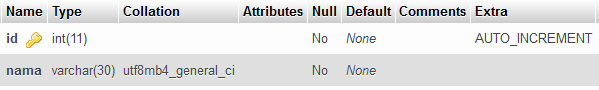 Name Type Collation Attributes Null Default Comments Extra
id int(11) No None AUTO_INCREMENT
nama varchar(30) utf8mb4_general_ci No None